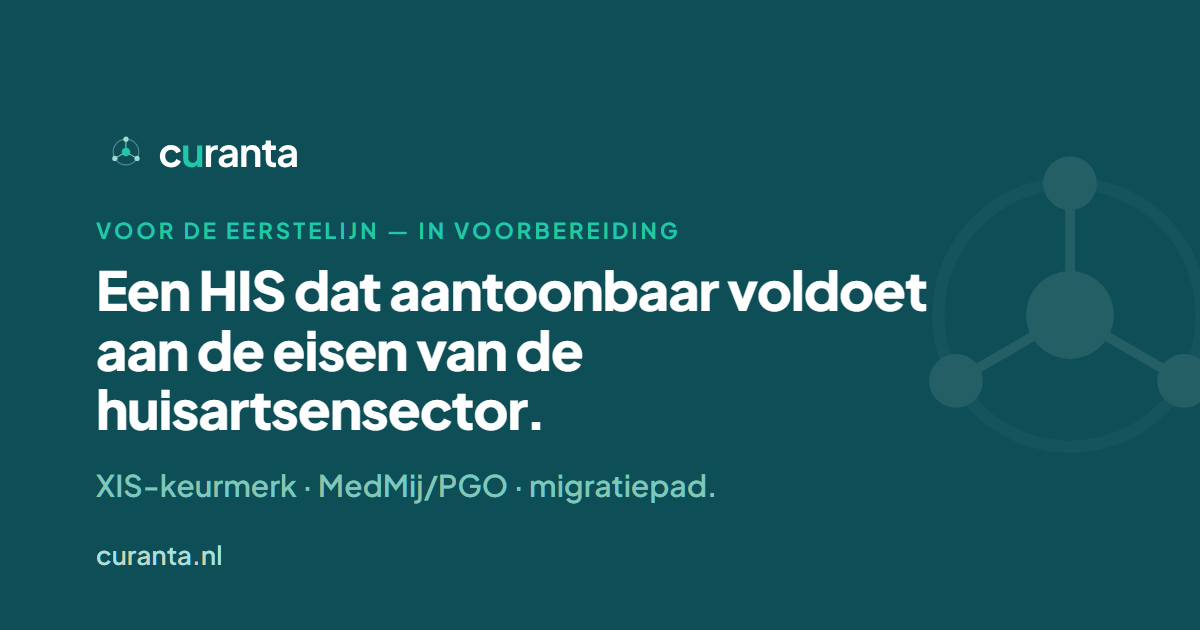 curanta
VOOR DE EERSTELIJN — IN VOORBEREIDING
Een HIS dat aantoonbaar voldoet
aan de eisen van de
huisartsensector.
XIS-keurmerk · MedMij/PGO · migratiepad.
curanta.nl